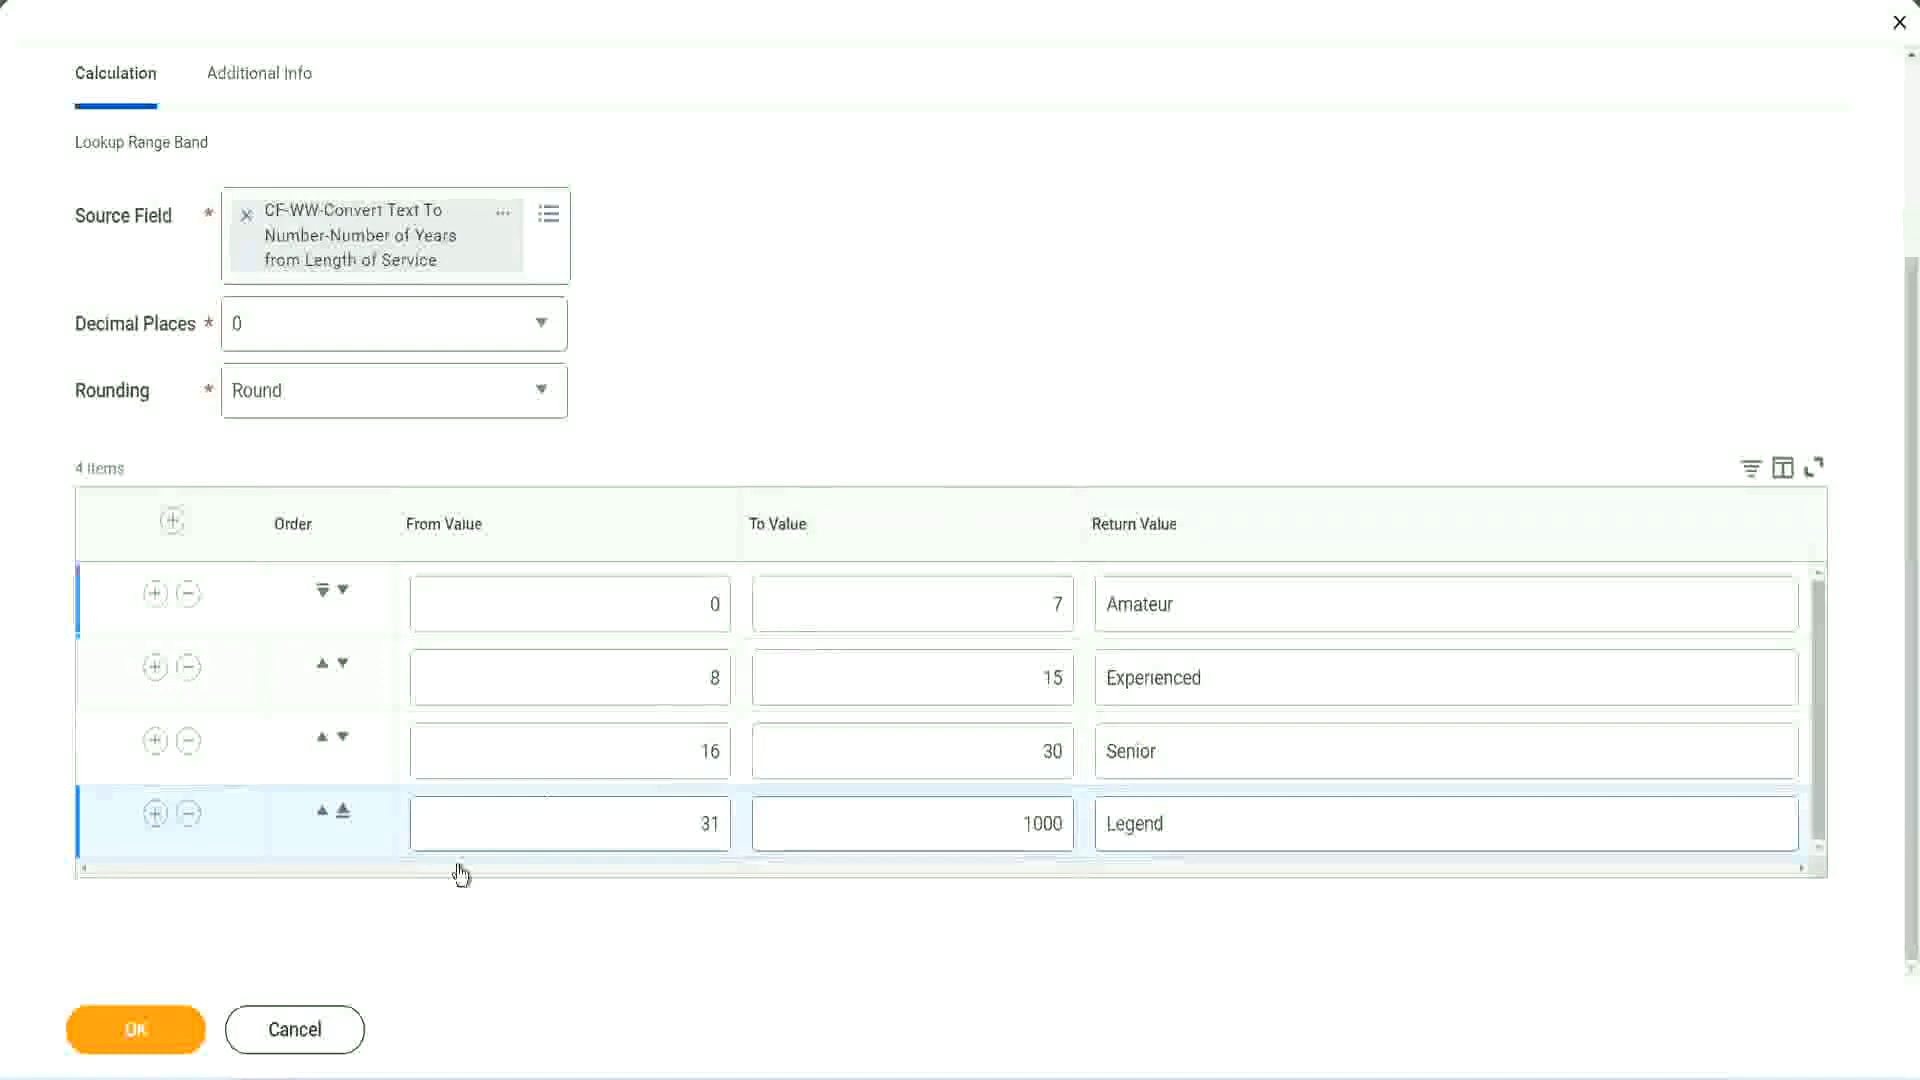 Calculation Additional Info
Lookup Range Band
Source Field * CF-WW-Convert Text To
Number-Number of Years
from Length of Service
Decimal Places * 0
Rounding * Round
4 items
Order From Value To Value Return Value
0 7 Amateur
8 15 Experienced
16 30 Senior
31 1000 Legend
OK Cancel